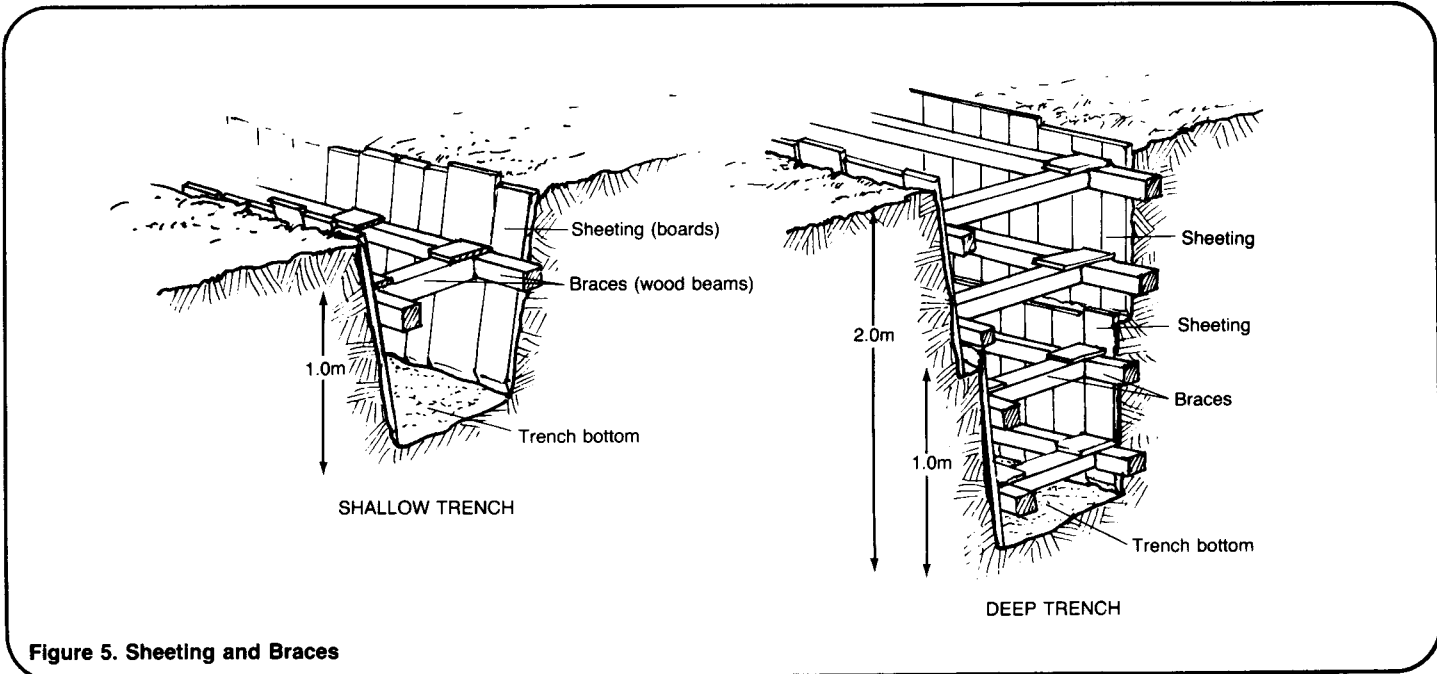 Sheeting (boards)
Braces (wood beams)
1.0m
Trench bottom
SHALLOW TRENCH
Sheeting
Sheeting
2.0m
Braces
1.0m
Trench bottom
DEEP TRENCH
Figure 5. Sheeting and Braces